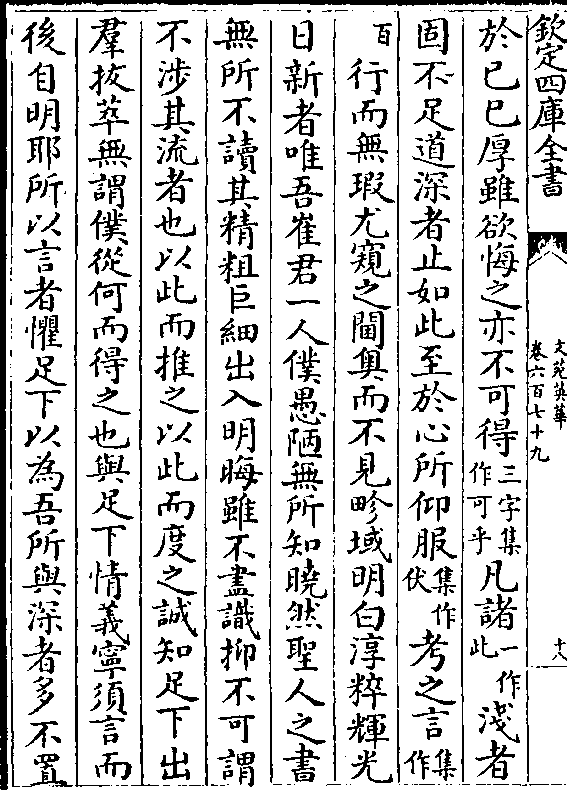 欽定四庫全書
文苑英華
卷六百七十九
十八
於已巳厚雖欲悔之亦不可得三字集作可乎凡諸一作此淺者
固不足道深者止如此至於心所仰服集作伏考之言集作
百行而無瑕尤窺之閫奥而不見畛域明白淳粹輝光
日新者唯吾崔君一人僕愚陋無所知曉然聖人之書
無所不讀其精粗巨細出入明晦雖不盡識抑不可謂
不涉其流者也以此而推之以此而度之誠知足下出
羣拔萃無謂僕從何而得之也與足下情義寧須言而
後自明耶所以言者懼足下以為吾所與深者多不置